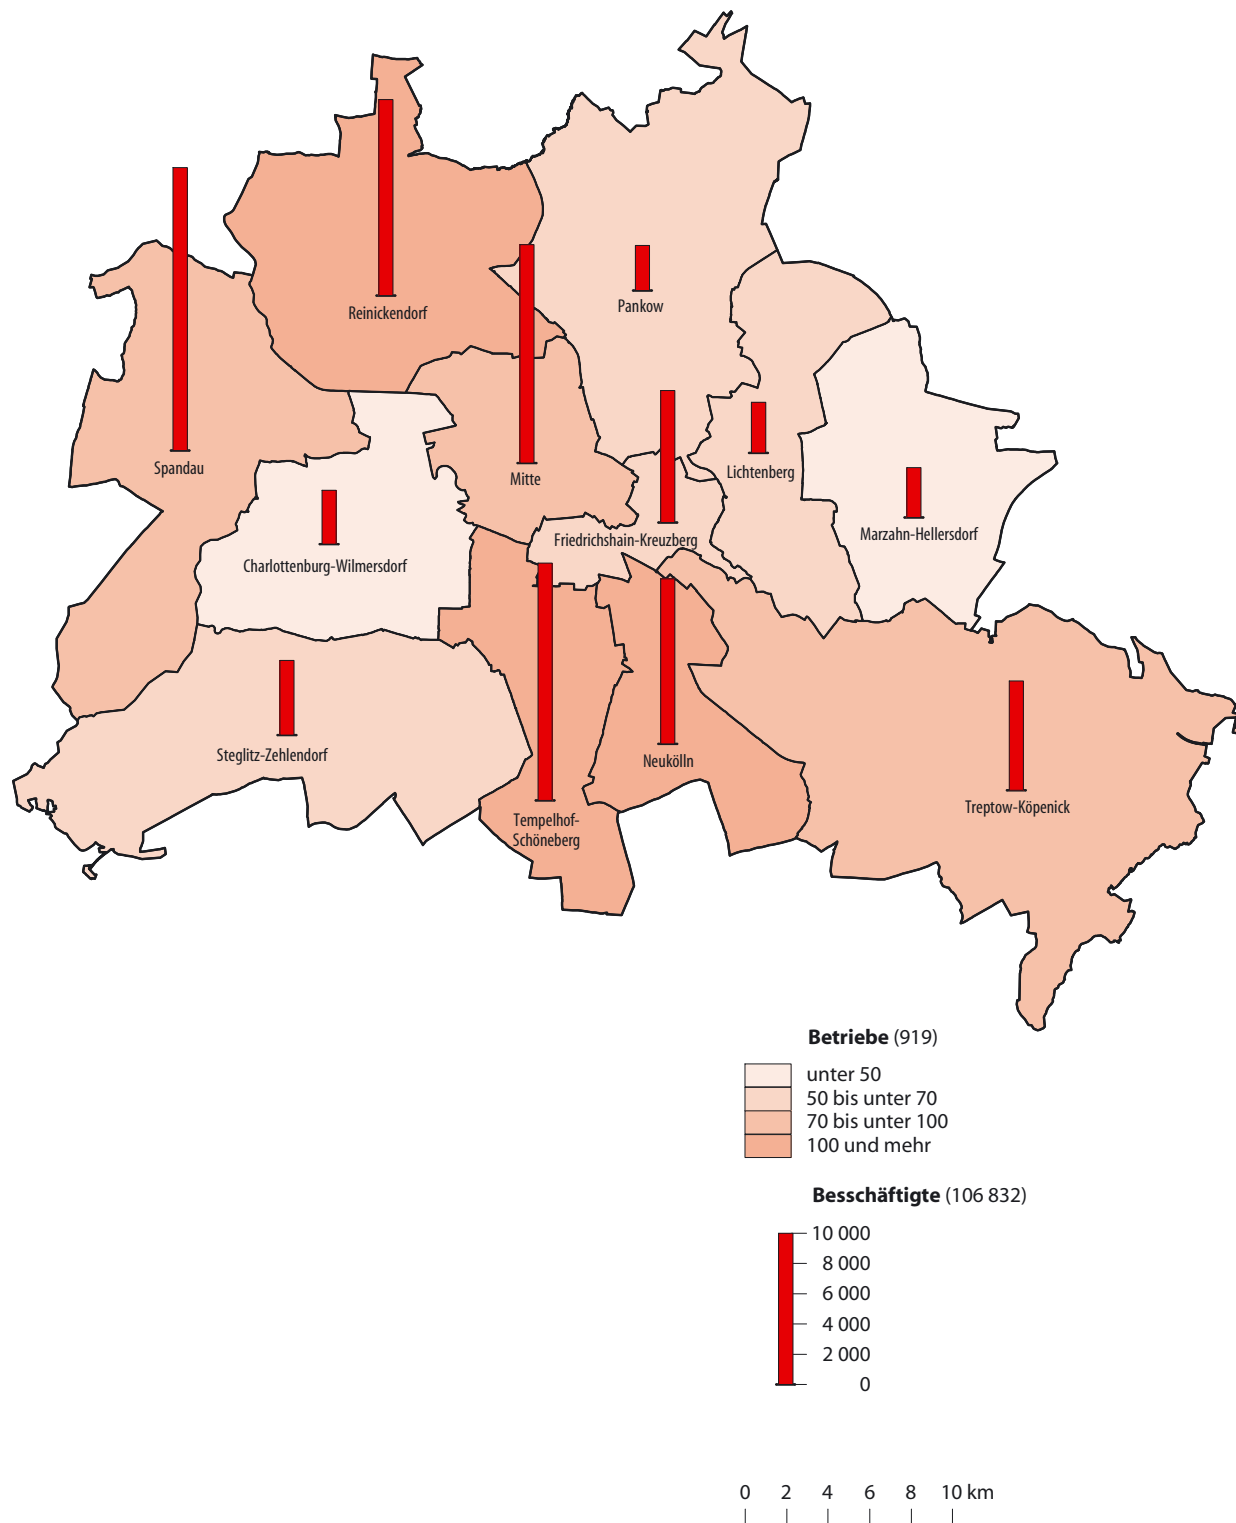 Reinickendorf
Pankow
Spandau
Mitte
Lichtenberg
Friedrichshain-Kreuzberg
Marzahn-Hellersdorf
Charlottenburg-Wilmersdorf
Steglitz-Zehlendorf
Neukölln
Tempelhof-
Schöneberg
Treptow-Köpenick
Betriebe (919)
unter 50
50 bis unter 70
70 bis unter 100
100 und mehr
Besschäftigte (106 832)
10 000
8 000
6 000
4 000
2 000
0
0 2 4 6 8 10 km